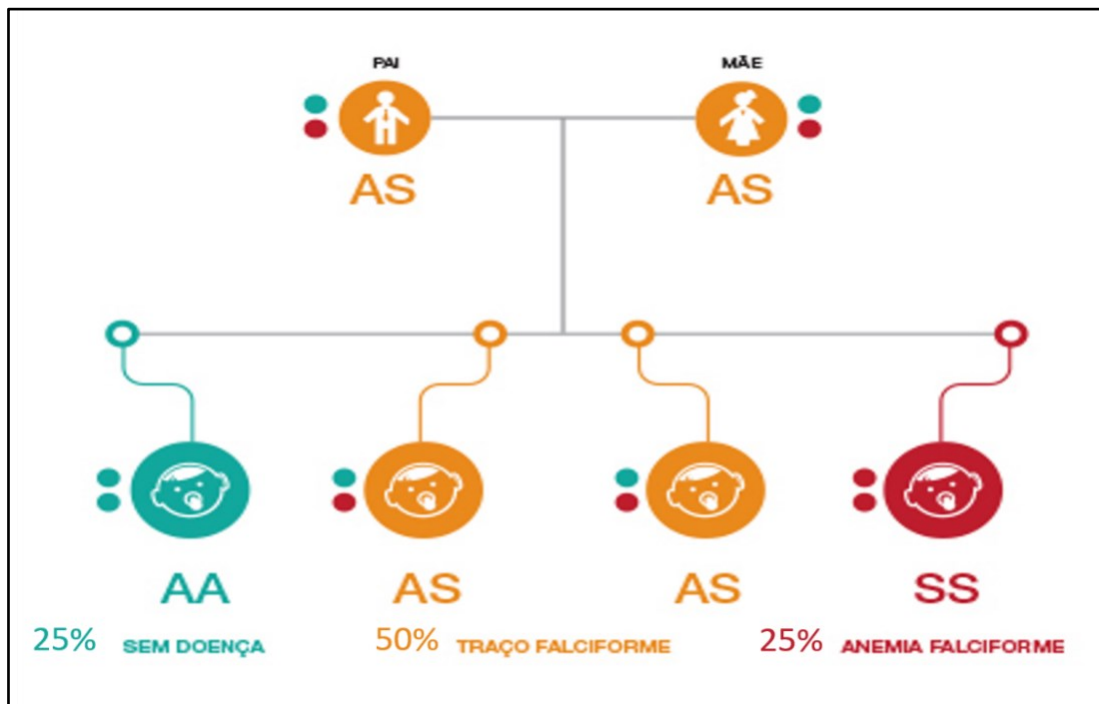 PAI MÃE
AS AS
AA AS AS SS
25% SEM DOENÇA 50% TRAÇO FALCIFORME 25% ANEMIA FALCIFORME